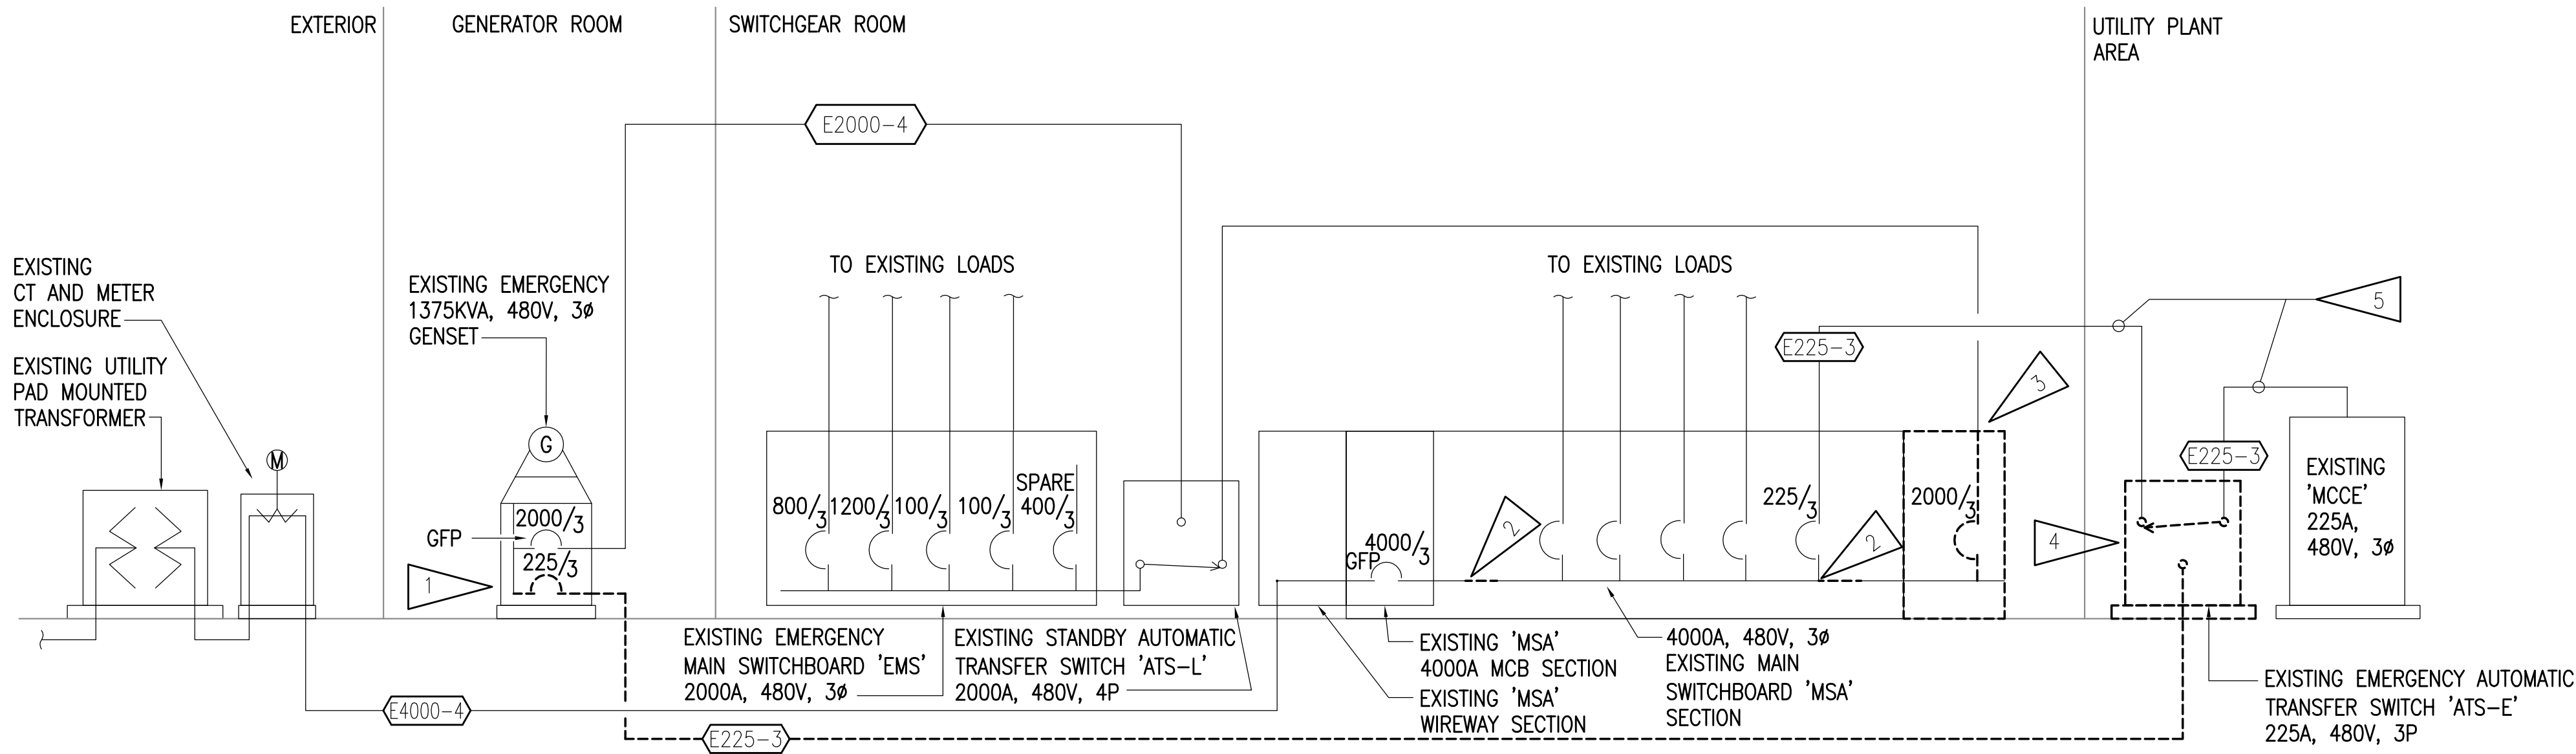 EXTERIOR
GENERATOR ROOM
SWITCHGEAR ROOM
UTILITY PLANT
AREA
E2000-4
EXISTING
CT AND METER
ENCLOSURE
EXISTING UTILITY
PAD MOUNTED
TRANSFORMER
M
EXISTING EMERGENCY
1375KVA, 480V, 3ø
GENSET
G
GFP
2000/3
225/3
1
TO EXISTING LOADS
800/3
1200/3
100/3
100/3
SPARE
400/3
TO EXISTING LOADS
GFP
4000/3
2
225/3
2
2000/3
3
E225-3
5
E225-3
4
EXISTING
'MCCE'
225A,
480V, 3ø
EXISTING EMERGENCY
MAIN SWITCHBOARD 'EMS'
2000A, 480V, 3ø
EXISTING STANDBY AUTOMATIC
TRANSFER SWITCH 'ATS-L'
2000A, 480V, 4P
EXISTING 'MSA'
4000A MCB SECTION
EXISTING 'MSA'
WIREWAY SECTION
4000A, 480V, 3ø
EXISTING MAIN
SWITCHBOARD 'MSA'
SECTION
EXISTING EMERGENCY AUTOMATIC
TRANSFER SWITCH 'ATS-E'
225A, 480V, 3P
E4000-4
E225-3